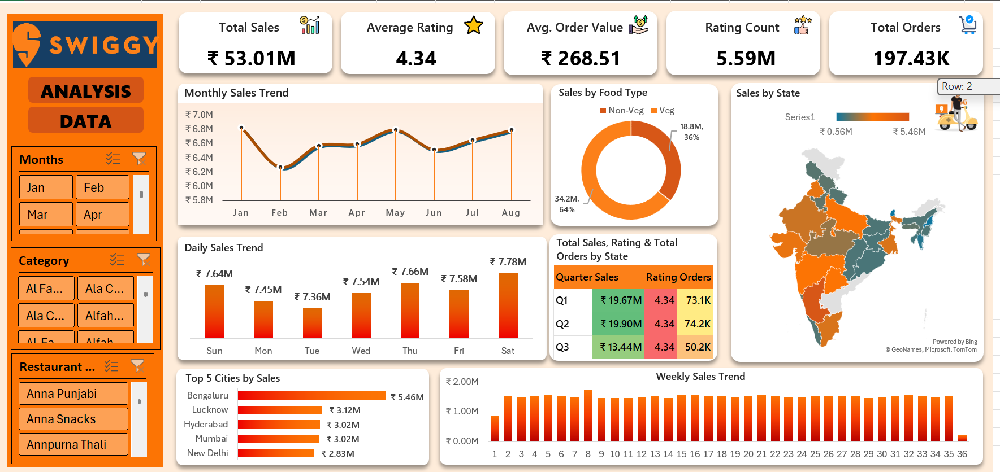 SWIGGY
ANALYSIS
DATA
Months
Jan Feb
Mar Apr
Category
Al Fa... Ala C...
Ala C... Alfah...
Al Fa Alfah
Restaurant ...
Anna Punjabi
Anna Snacks
Annpurna Thali
Total Sales
₹ 53.01M
Average Rating
4.34
Avg. Order Value
₹ 268.51
Rating Count
5.59M
Total Orders
197.43K
Row: 2
Monthly Sales Trend
₹ 7.0M
₹ 6.8M
₹ 6.6M
₹ 6.4M
₹ 6.2M
₹ 6.0M
₹ 5.8M
Jan Feb Mar Apr May Jun Jul Aug
Sales by Food Type
Non-Veg Veg
18.8M,
36%
34.2M,
64%
Sales by State
Series1
₹ 0.56M ₹ 5.46M
Powered by Bing
© GeoNames, Microsoft, TomTom
Daily Sales Trend
₹ 7.64M ₹ 7.45M ₹ 7.36M ₹ 7.54M ₹ 7.66M ₹ 7.58M ₹ 7.78M
Sun Mon Tue Wed Thu Fri Sat
Total Sales, Rating & Total
Orders by State
Quarter Sales Rating Orders
Q1 ₹ 19.67M 4.34 73.1K
Q2 ₹ 19.90M 4.34 74.2K
Q3 ₹ 13.44M 4.34 50.2K
Top 5 Cities by Sales
Bengaluru ₹ 5.46M
Lucknow ₹ 3.12M
Hyderabad ₹ 3.02M
Mumbai ₹ 3.02M
New Delhi ₹ 2.83M
Weekly Sales Trend
₹ 2.00M
₹ 1.00M
₹ 0.00M
1 2 3 4 5 6 7 8 9 10 11 12 13 14 15 16 17 18 19 20 21 22 23 24 25 26 27 28 29 30 31 32 33 34 35 36